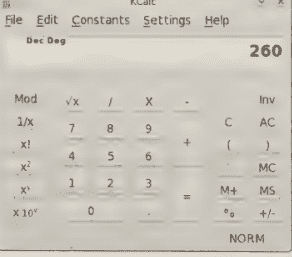 KCalc
File Edit Constants Settings Help
Dec Deg
260
Mod √x / X - Inv
1/x 7 8 9 C AC
x! + ( )
x² 4 5 6 MC
1 2 3 M+ MS
X 10ˣ 0 . = +/-
NORM